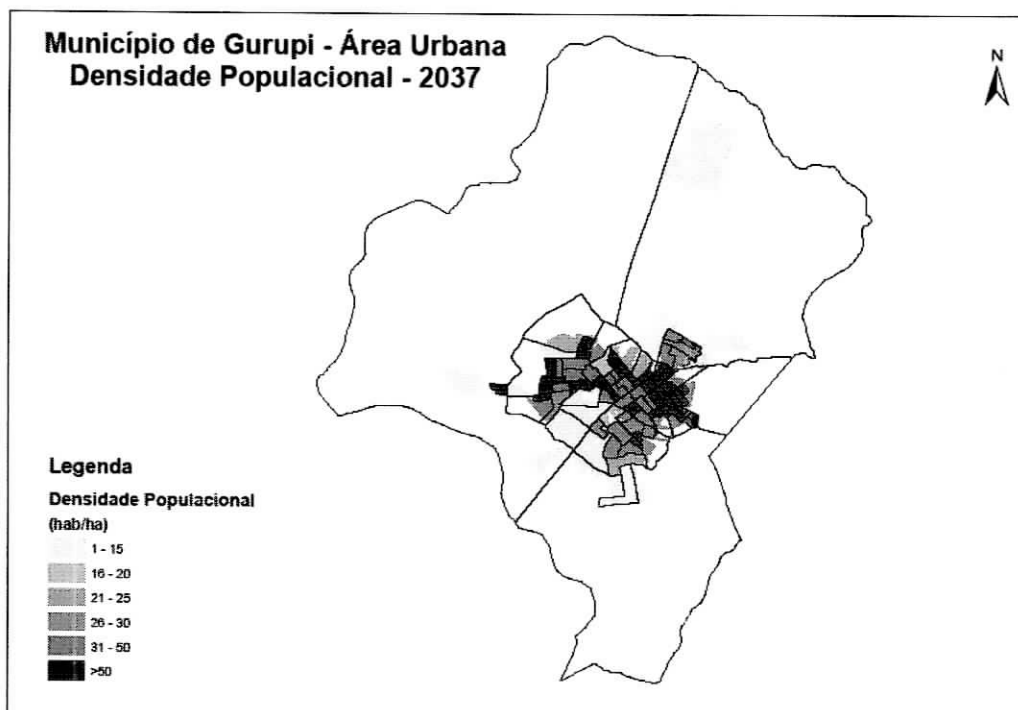 Município de Gurupi - Área Urbana
Densidade Populacional - 2037
N
Legenda
Densidade Populacional
(hab/ha)
1 - 15
16 - 20
21 - 25
26 - 30
31 - 50
>50